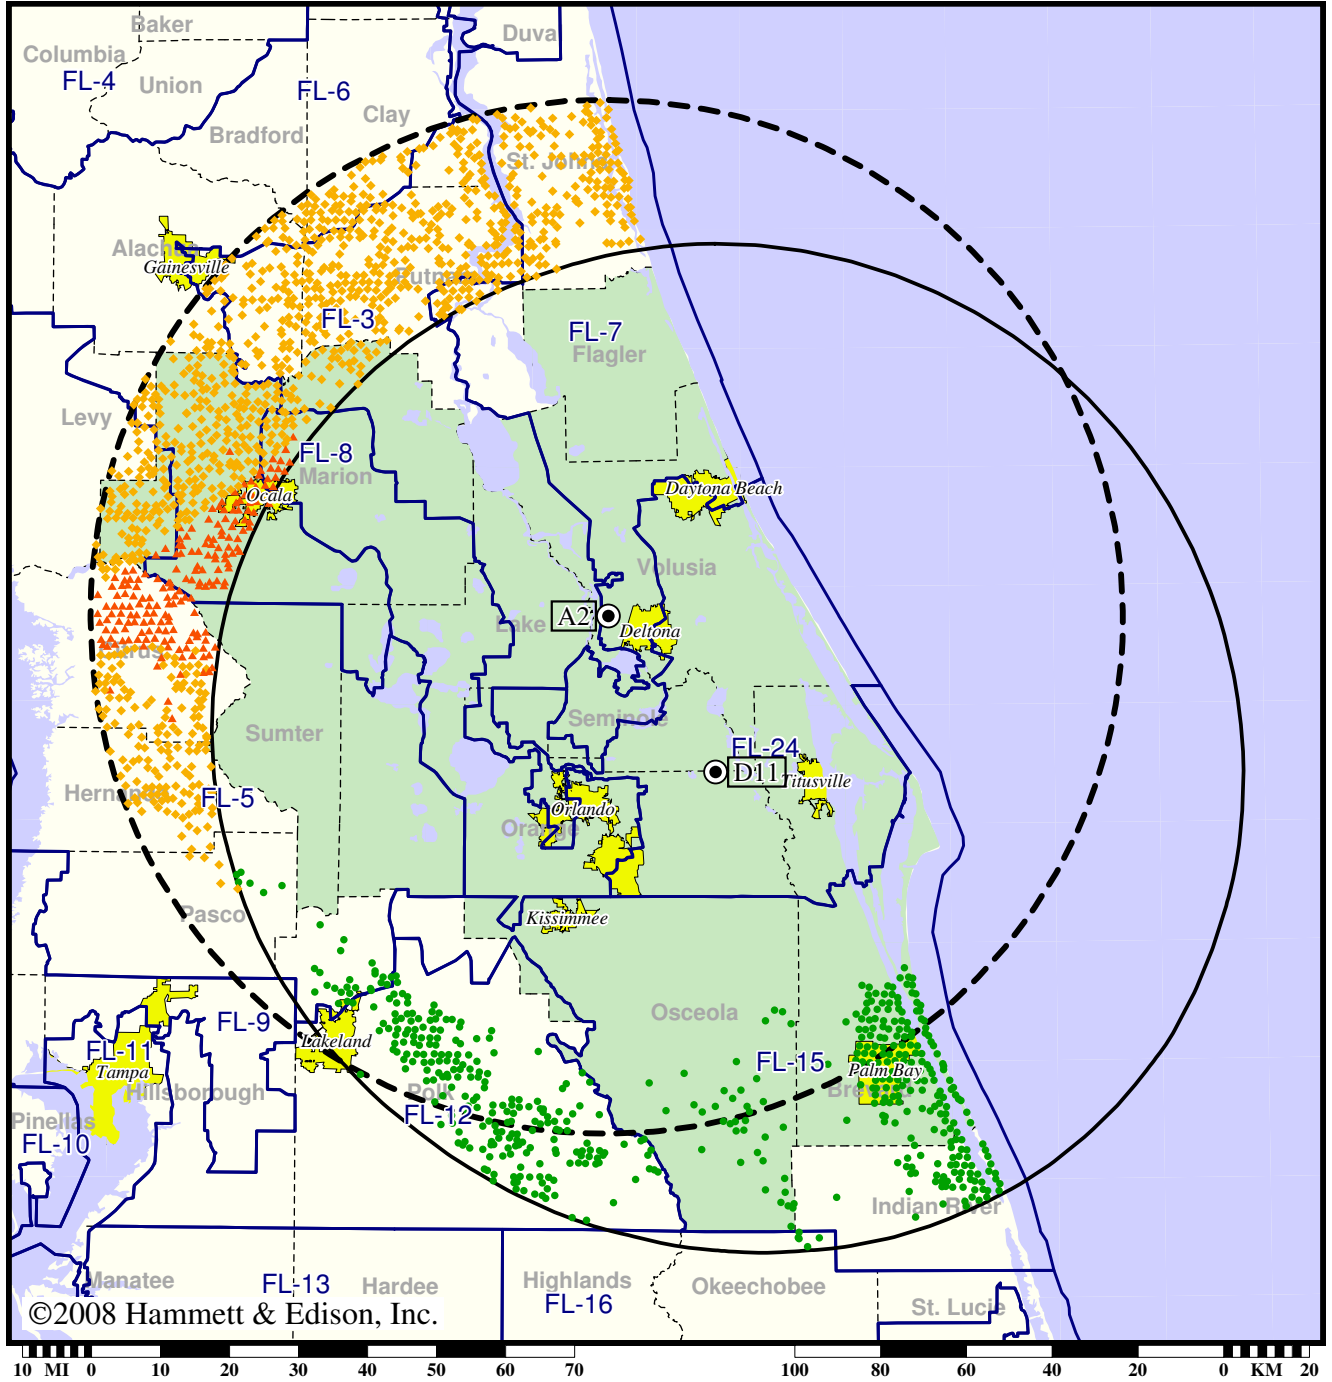 Baker
Duva
Columbia
FL-4
Union
FL-6
Clay
Bradford
St. Johns
Alach
Gainesville
Putnam
FL-3
FL-7
Flagler
Levy
FL-8
Marion
Ocala
Daytona Beach
Volusia
A2
Lake
Deltona
Citrus
Seminole
Sumter
FL-24
D11
Titusville
Hernando
FL-5
Orlando
Orange
Pasco
Kissimmee
Osceola
FL-9
Lakeland
FL-11
Tampa
FL-15
Palm Bay
Hillsborough
Polk
Brevard
Pinellas
FL-12
FL-10
Indian River
Manatee
FL-13
Hardee
Highlands
FL-16
Okeechobee
St. Lucie
©2008 Hammett & Edison, Inc.
10 MI 0 10 20 30 40 50 60 70 100 80 60 40 20 0 KM 20